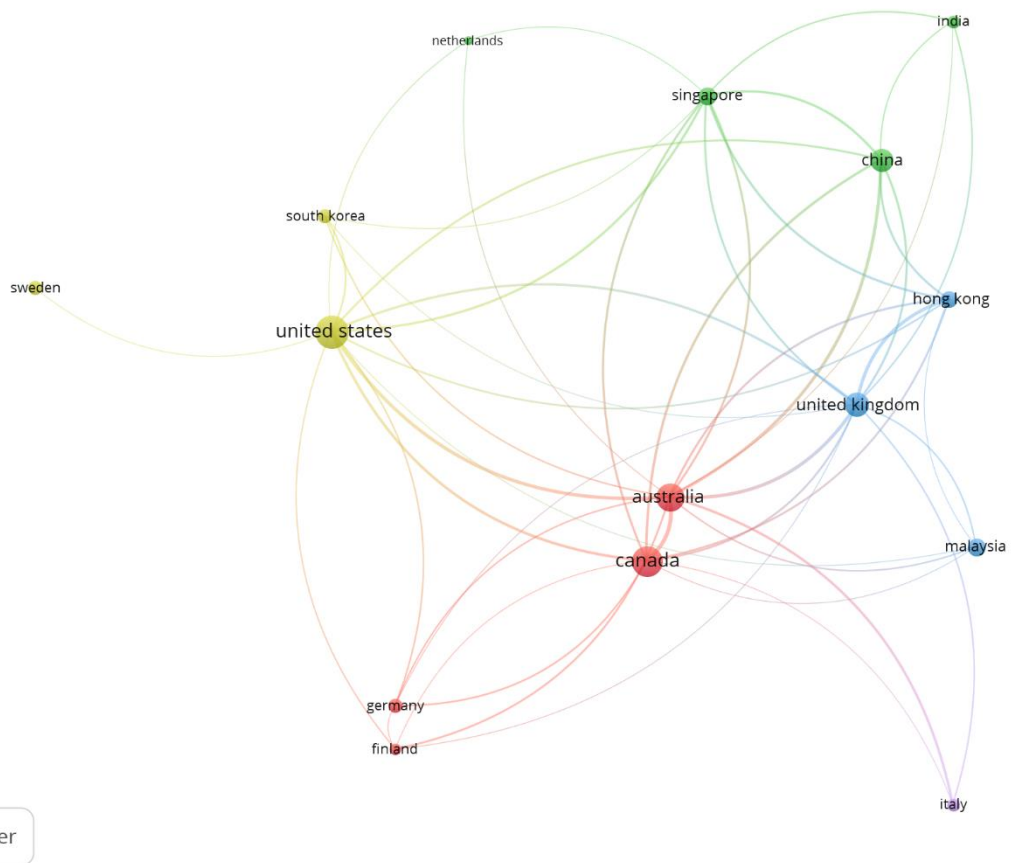 india
netherlands
singapore
china
south korea
sweden
hong kong
united states
united kingdom
australia
malaysia
canada
germany
finland
italy
er